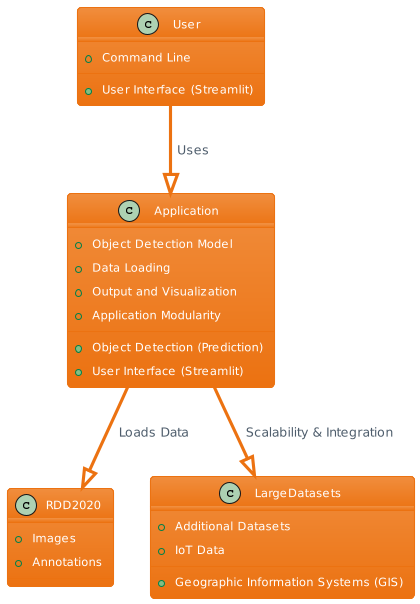 C User
Command Line
User Interface (Streamlit)
Uses
C Application
Object Detection Model
Data Loading
Output and Visualization
Application Modularity
Object Detection (Prediction)
User Interface (Streamlit)
Loads Data
Scalability & Integration
C RDD2020
Images
Annotations
C LargeDatasets
Additional Datasets
IoT Data
Geographic Information Systems (GIS)